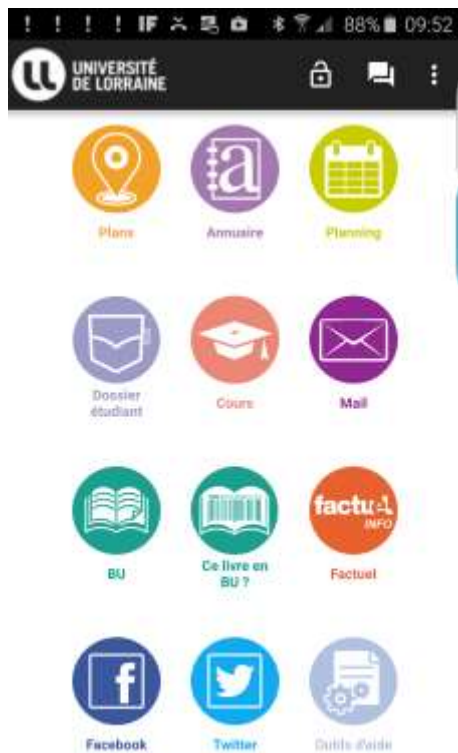 ! ! ! ! IF 88% 09:52
UNIVERSITÉ
DE LORRAINE
Plans Annuaire Planning
Dossier
étudiant
Cours Mail
BU
Ce livre en
BU ?
factuel
INFO
Factuel
Facebook Twitter Outils d'aide